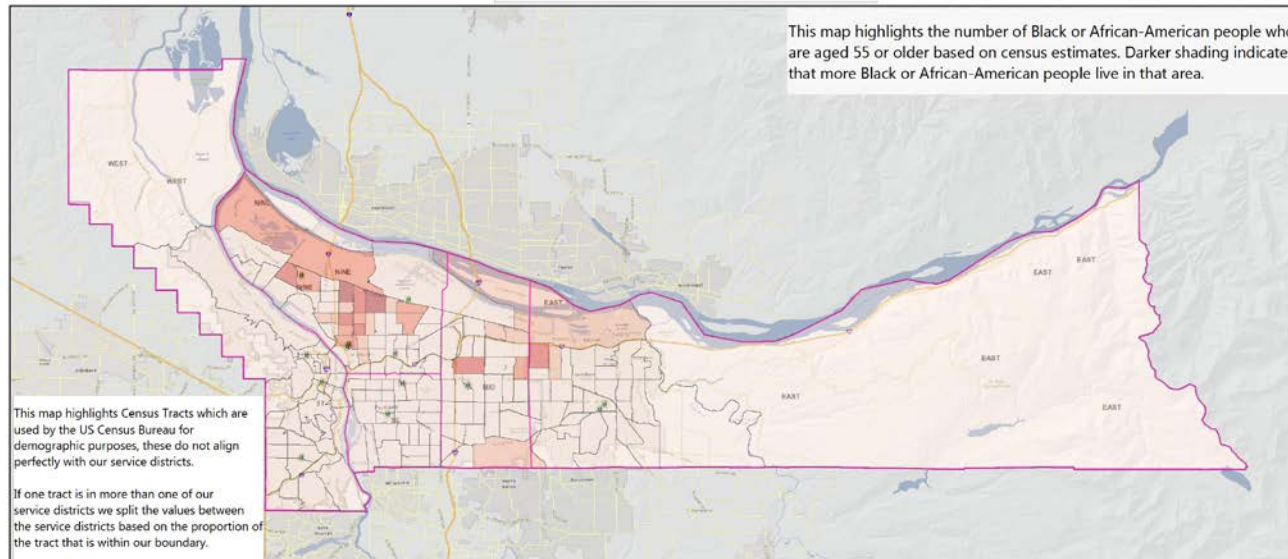 This map highlights the number of Black or African-American people who
are aged 55 or older based on census estimates. Darker shading indicate
that more Black or African-American people live in that area.
WEST
WEST
NINE
NINE
NINE
EAST
EAST
EAST
EAST
EAST
EAST
MID
This map highlights Census Tracts which are
used by the US Census Bureau for
demographic purposes, these do not align
perfectly with our service districts.
If one tract is in more than one of our
service districts we split the values between
the service districts based on the proportion of
the tract that is within our boundary.